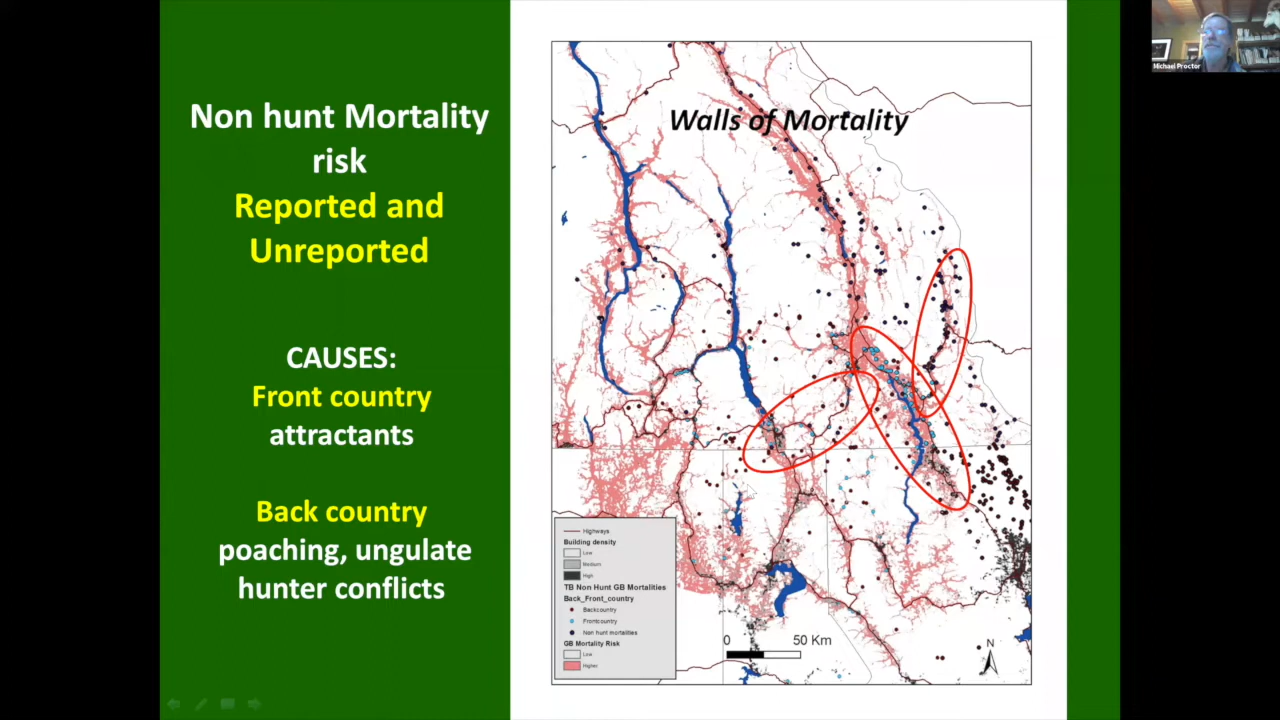 Non hunt Mortality
risk
Reported and
Unreported
CAUSES:
Front country
attractants
Back country
poaching, ungulate
hunter conflicts
Walls of Mortality
Highways
Building density
Low
Medium
High
TB Non Hunt GB Mortalities
Back_Front_country
Backcountry
Frontcountry
Non hunt mortalities
GB Mortality Risk
Low
Higher
0 50 Km
N
Michael Proctor